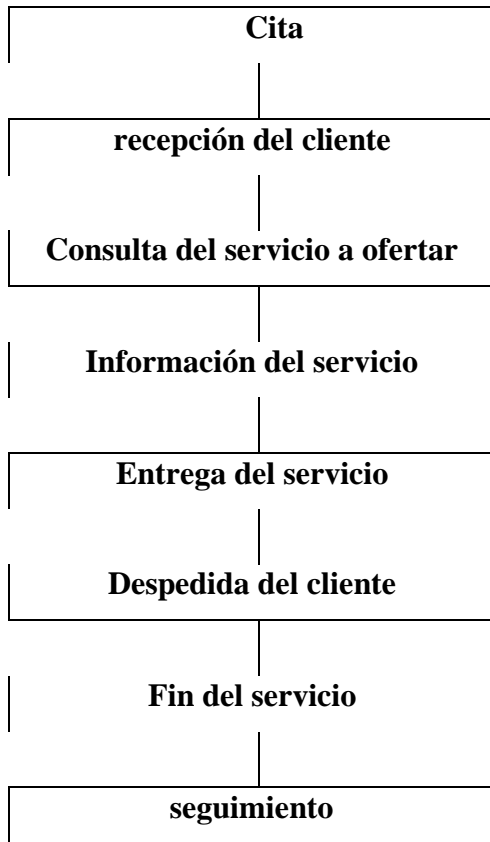 Cita
recepción del cliente
Consulta del servicio a ofertar
Información del servicio
Entrega del servicio
Despedida del cliente
Fin del servicio
seguimiento